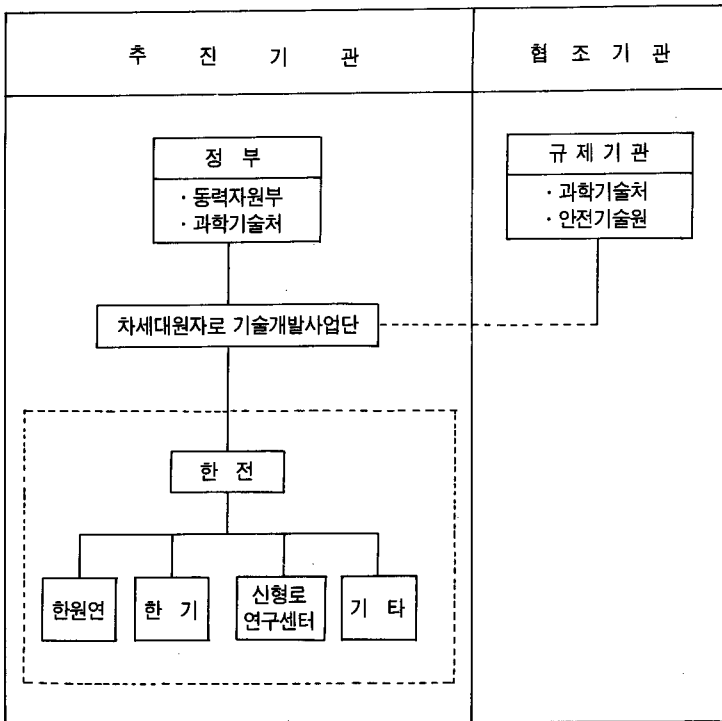 추 진 기 관
협 조 기 관
정 부
· 동력자원부
· 과학기술처
규 제 기 관
· 과학기술처
· 안전기술원
차세대원자로 기술개발사업단
한 전
한원연
한 기
신형로
연구센터
기 타